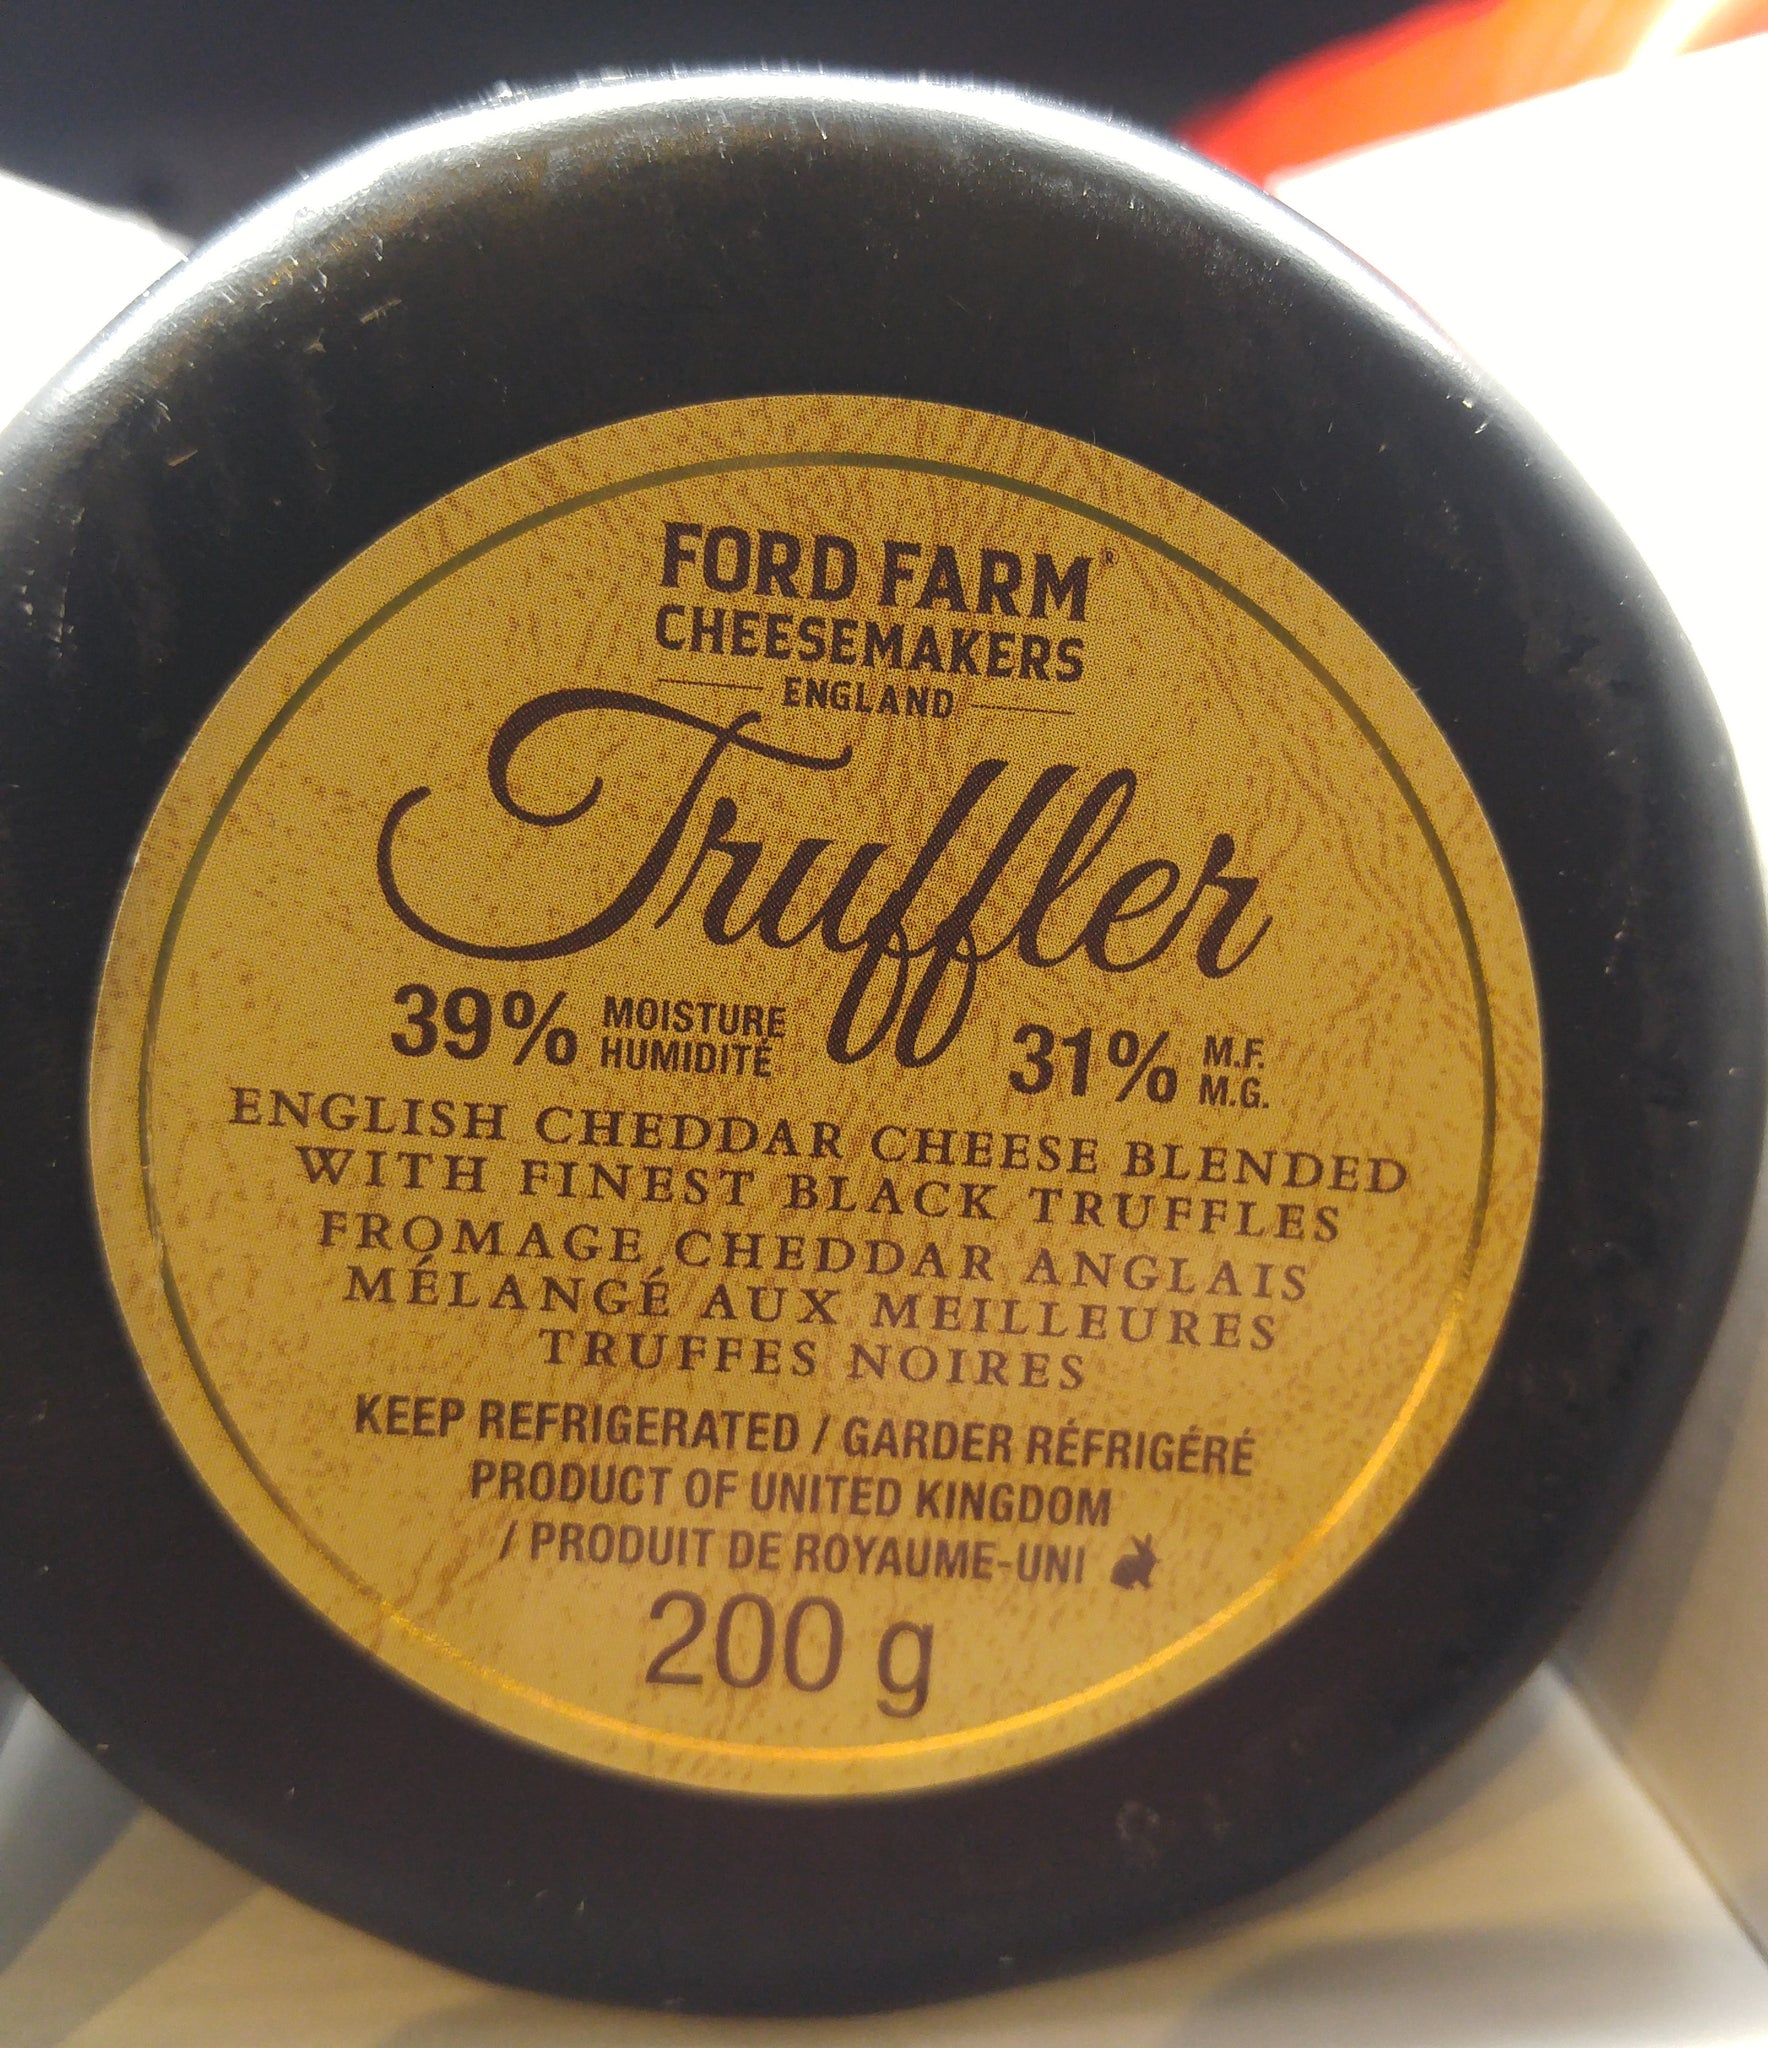 FORD FARM®
CHEESEMAKERS
ENGLAND
Truffler
39% MOISTURE HUMIDITÉ 31% M.F. M.G.
ENGLISH CHEDDAR CHEESE BLENDED
WITH FINEST BLACK TRUFFLES
FROMAGE CHEDDAR ANGLAIS
MÉLANGÉ AUX MEILLEURES
TRUFFES NOIRES
KEEP REFRIGERATED / GARDER RÉFRIGÉRÉ
PRODUCT OF UNITED KINGDOM
/ PRODUIT DE ROYAUME-UNI
200 g